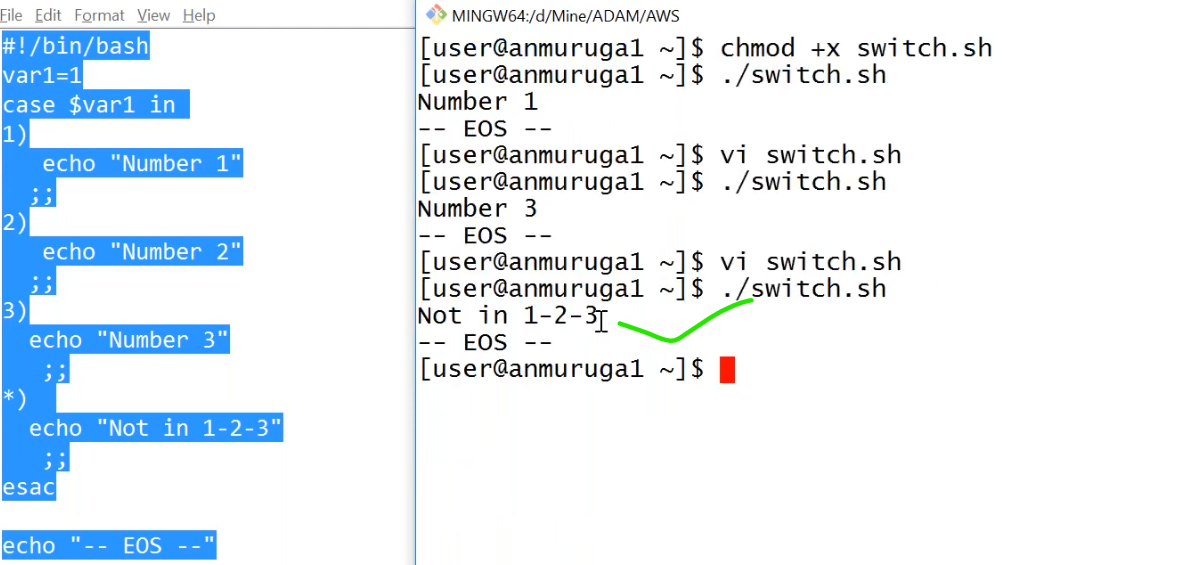 File Edit Format View Help
#!/bin/bash
var1=1
case $var1 in
1)
   echo "Number 1"
  ;;
2)
   echo "Number 2"
  ;;
3)
  echo "Number 3"
   ;;
*)
  echo "Not in 1-2-3"
   ;;
esac
echo "-- EOS --"
MINGW64:/d/Mine/ADAM/AWS
[user@anmuruga1 ~]$ chmod +x switch.sh
[user@anmuruga1 ~]$ ./switch.sh
Number 1
-- EOS --
[user@anmuruga1 ~]$ vi switch.sh
[user@anmuruga1 ~]$ ./switch.sh
Number 3
-- EOS --
[user@anmuruga1 ~]$ vi switch.sh
[user@anmuruga1 ~]$ ./switch.sh
Not in 1-2-3
-- EOS --
[user@anmuruga1 ~]$